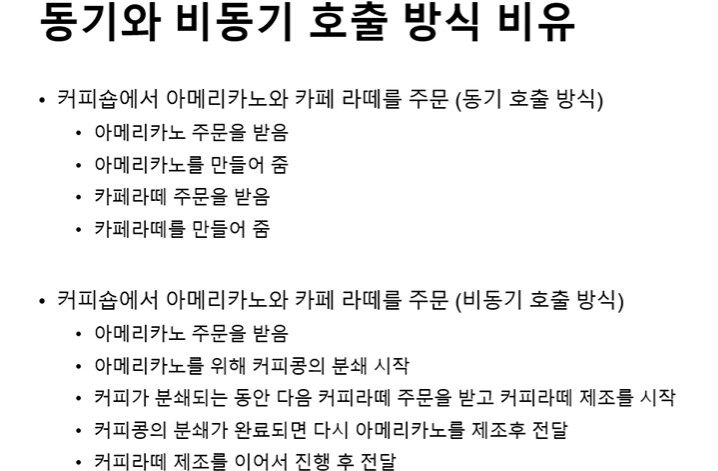 동기와 비동기 호출 방식 비유
• 커피숍에서 아메리카노와 카페 라떼를 주문 (동기 호출 방식)
• 아메리카노 주문을 받음
• 아메리카노를 만들어 줌
• 카페라떼 주문을 받음
• 카페라떼를 만들어 줌
• 커피숍에서 아메리카노와 카페 라떼를 주문 (비동기 호출 방식)
• 아메리카노 주문을 받음
• 아메리카노를 위해 커피콩의 분쇄 시작
• 커피가 분쇄되는 동안 다음 커피라떼 주문을 받고 커피라떼 제조를 시작
• 커피콩의 분쇄가 완료되면 다시 아메리카노를 제조후 전달
• 커피라떼 제조를 이어서 진행 후 전달